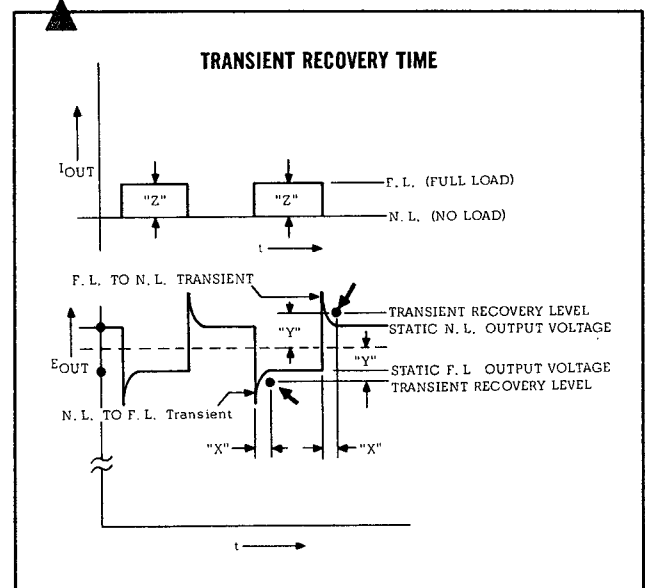 TRANSIENT RECOVERY TIME
IOUT
"Z"
"Z"
F.L. (FULL LOAD)
N.L. (NO LOAD)
t
F.L. TO N.L. TRANSIENT
TRANSIENT RECOVERY LEVEL
STATIC N.L. OUTPUT VOLTAGE
"Y"
"Y"
EOUT
STATIC F.L OUTPUT VOLTAGE
TRANSIENT RECOVERY LEVEL
N.L. TO F.L. Transient
"X"
"X"
t